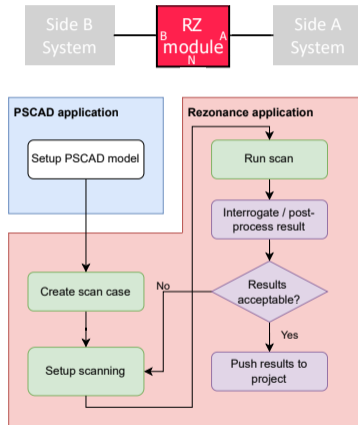 Side B
System
B
RZ
module
A
N
Side A
System
PSCAD application
Rezonance application
Setup PSCAD model
Run scan
Interrogate / post-
process result
Create scan case
No
Results
acceptable?
Yes
Setup scanning
Push results to
project